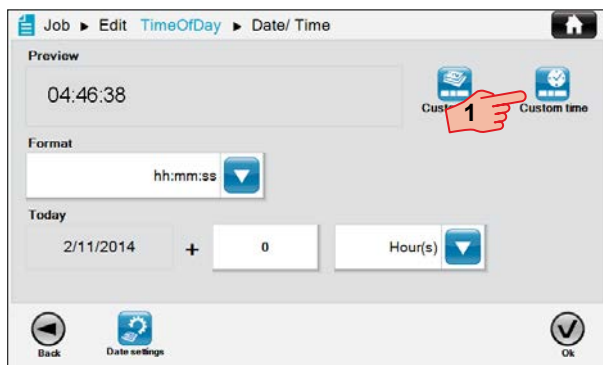 Job ▶ Edit TimeOfDay ▶ Date/ Time
Preview
04:46:38
1
Custom time
Format
hh:mm:ss
Today
2/11/2014 + 0 Hour(s)
Back
Date settings
Ok